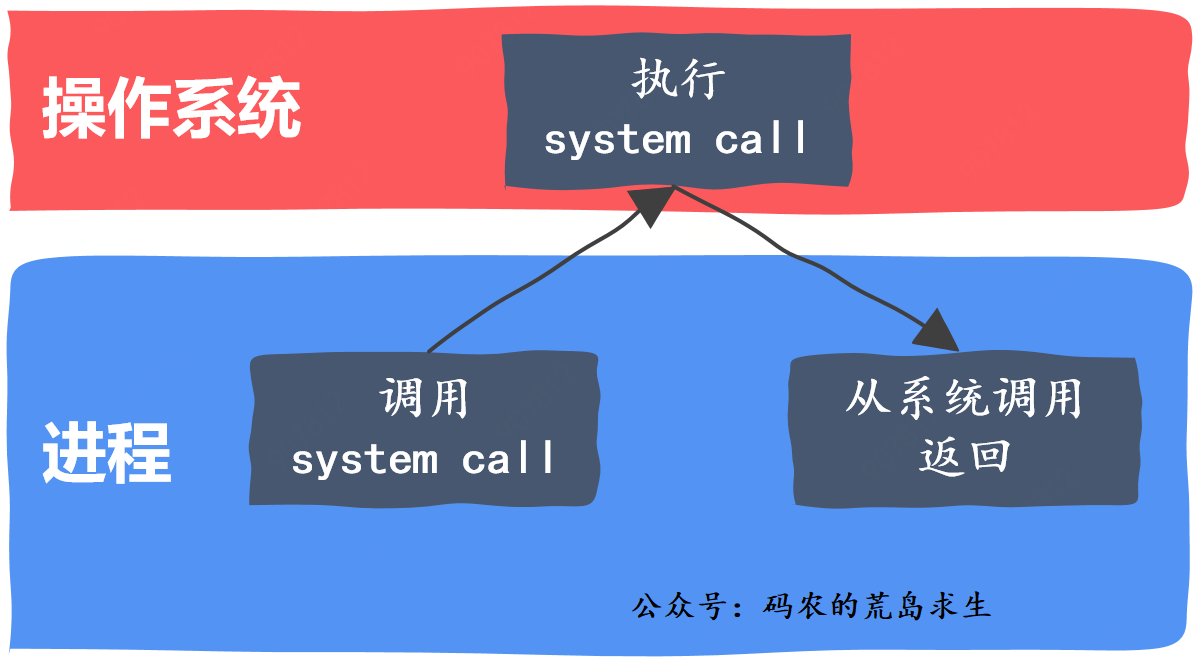 操作系统
执行
system call
进程
调用
system call
从系统调用
返回
公众号：码农的荒岛求生